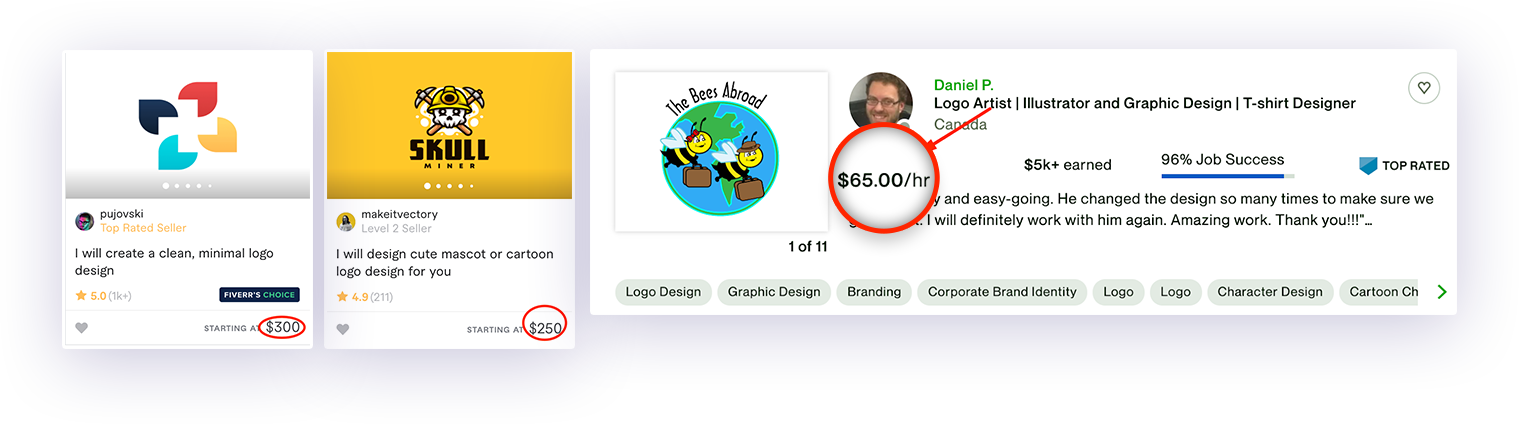 pujovski
Top Rated Seller
I will create a clean, minimal logo
design
5.0 (1k+)
FIVERR'S CHOICE
STARTING AT $300
SKULL
MINER
makeitvectory
Level 2 Seller
I will design cute mascot or cartoon
logo design for you
4.9 (211)
STARTING AT $250
The Bees Abroad
1 of 11
Daniel P.
Logo Artist | Illustrator and Graphic Design | T-shirt Designer
Canada
$65.00/hr
$5k+ earned
96% Job Success
TOP RATED
y and easy-going. He changed the design so many times to make sure we
. I will definitely work with him again. Amazing work. Thank you!!!"...
Logo Design
Graphic Design
Branding
Corporate Brand Identity
Logo
Logo
Character Design
Cartoon Ch